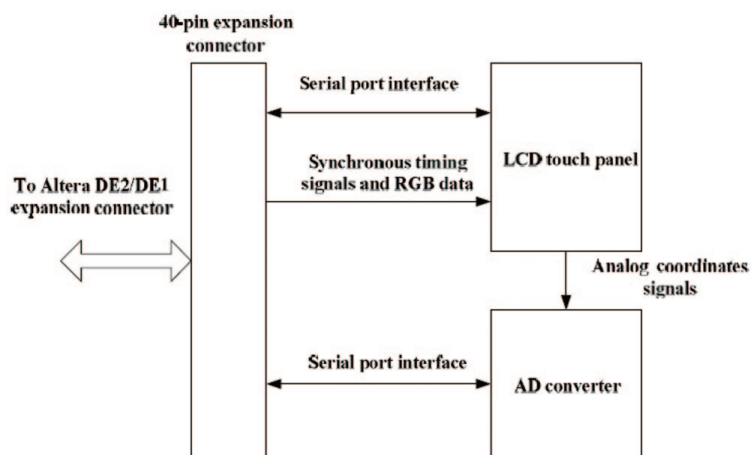 40-pin expansion
connector
Serial port interface
LCD touch panel
Synchronous timing
signals and RGB data
To Altera DE2/DE1
expansion connector
Analog coordinates
signals
Serial port interface
AD converter